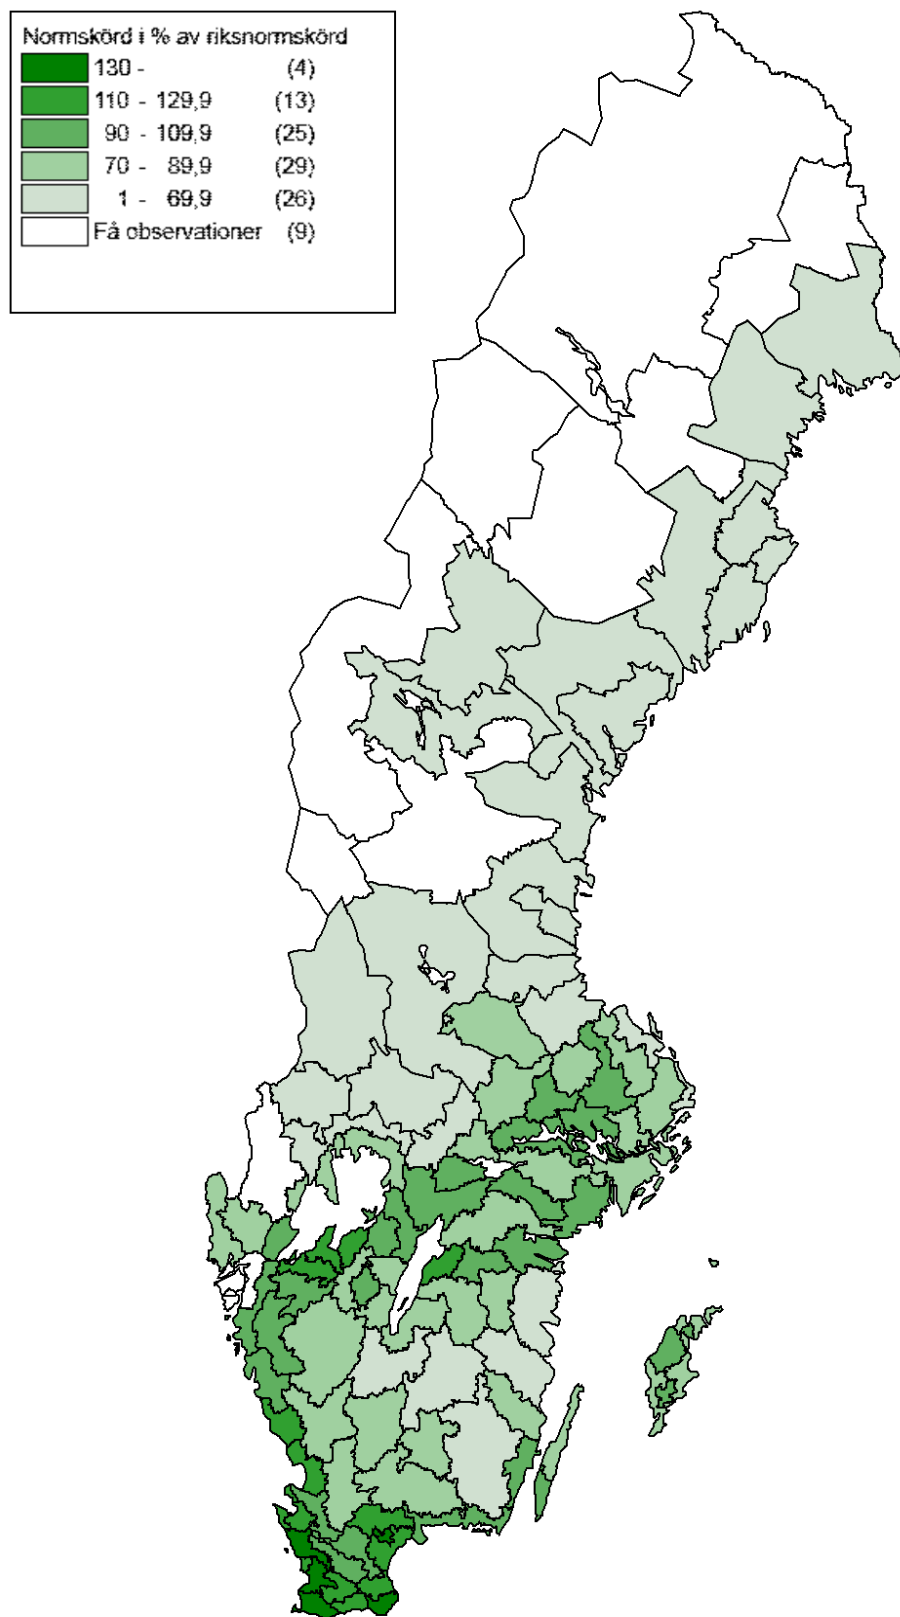 Normskörd i % av riksnormskörd
130 - (4)
110 - 129,9 (13)
90 - 109,9 (25)
70 - 89,9 (29)
1 - 69,9 (26)
Få observationer (9)